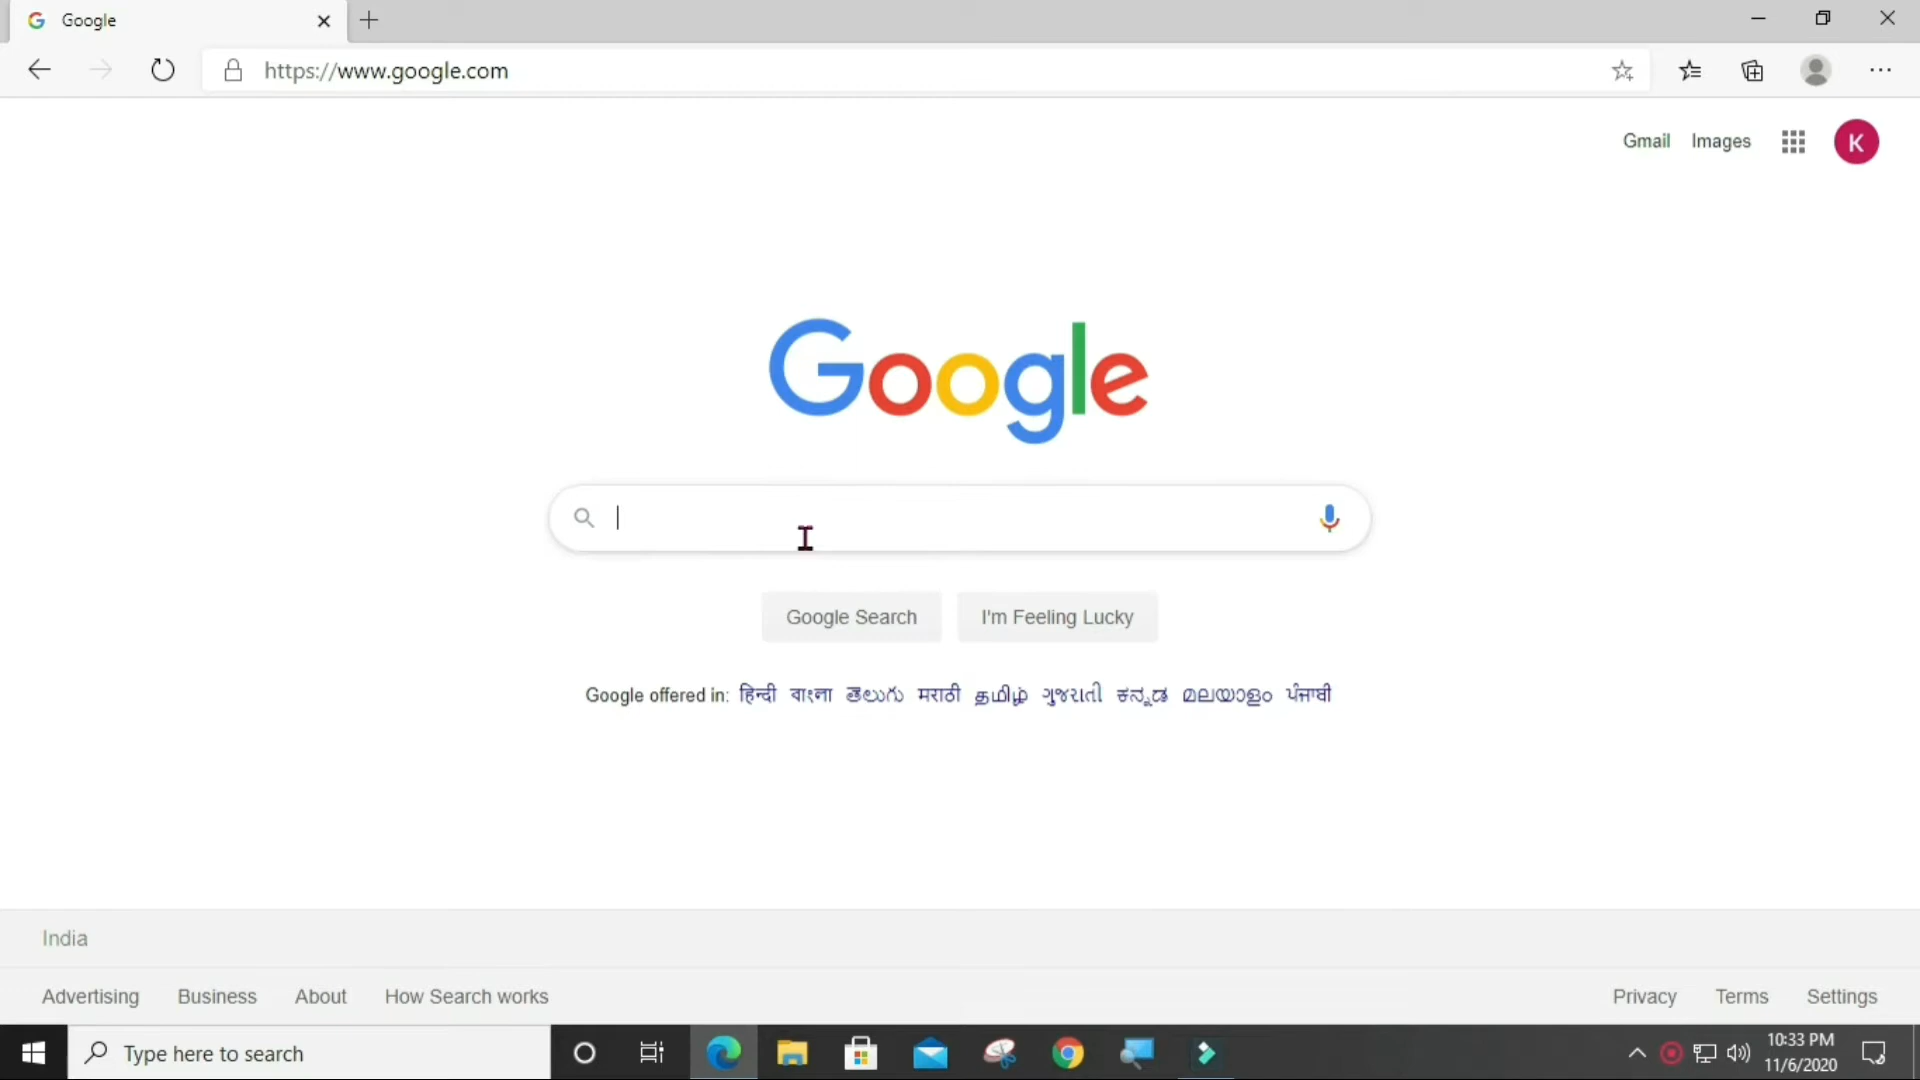 Google
https://www.google.com
Gmail Images
K
Google
Google Search I'm Feeling Lucky
Google offered in: हिन्दी বাংলা తెలుగు मराठी தமிழ் ગુજરાતી ಕನ್ನಡ മലയാളം ਪੰਜਾਬੀ
India
Advertising Business About How Search works Privacy Terms Settings
Type here to search
10:33 PM
11/6/2020